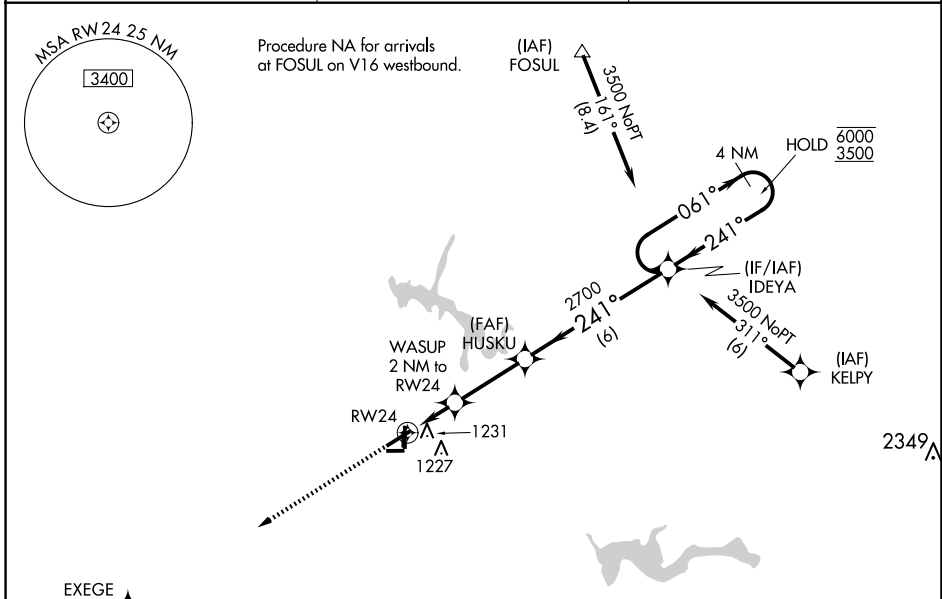 MSA RW24 25 NM
3400
Procedure NA for arrivals
at FOSUL on V16 westbound.
(IAF)
FOSUL
3500 NoPT
161°
(8.4)
4 NM
HOLD
6000
3500
061°
241°
(IF/IAF)
IDEYA
2700
241°
(6)
3500 NoPT
311°
(6)
(IAF)
KELPY
(FAF)
HUSKU
WASUP
2 NM to
RW24
RW24
1231
1227
2349
EXEGE